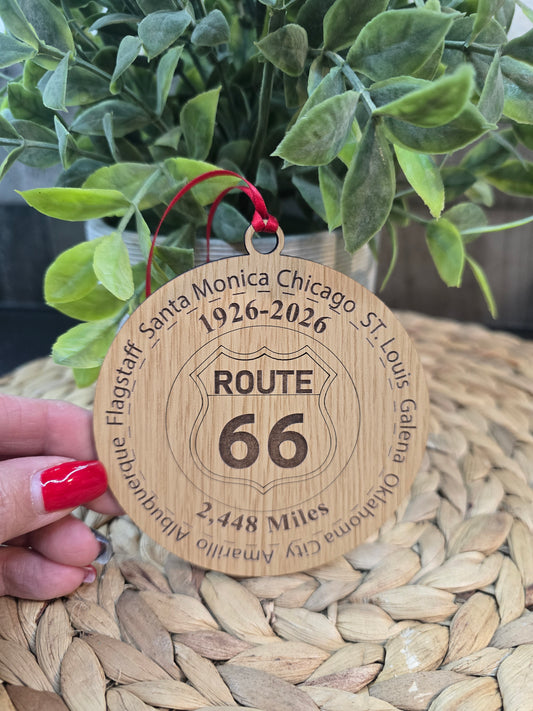 Santa Monica Chicago ST. Louis Galena Oklahoma City Amarillo Albuquerque Flagstaff
1926-2026
ROUTE
66
2,448 Miles